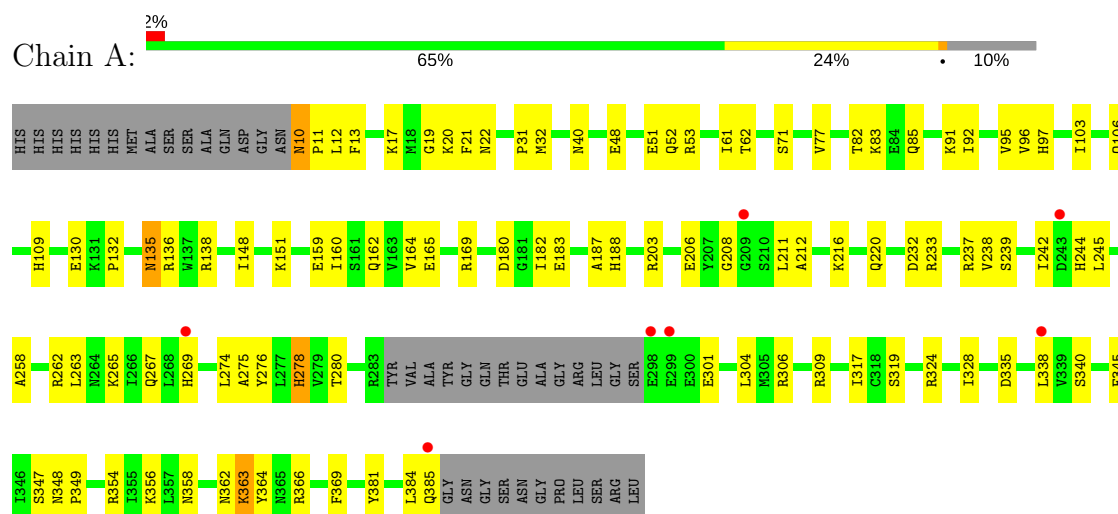 2%
Chain A:
65% 24% • 10%
HIS HIS HIS HIS HIS HIS MET ALA SER SER ALA GLN ASP GLY ASN N10 P11 L12 F13 K17 M18 G19 K20 F21 N22 P31 M32 N40 E48 E51 Q52 R53 I61 T62 S71 V77 T82 K83 E84 Q85 K91 I92 V95 V96 H97 I103 Q106
H109 E130 K131 P132 N135 R136 W137 R138 I148 K151 E159 I160 S161 Q162 V163 V164 E165 R169 D180 G181 I182 E183 A187 H188 R203 E206 Y207 G208 G209 S210 L211 A212 K216 Q220 D232 R233 R237 V238 S239 I242 D243 H244 L245
A258 R262 L263 N264 K265 I266 Q267 L268 H269 L274 A275 Y276 L277 H278 V279 T280 R283 TYR VAL ALA TYR GLY GLN THR GLU ALA GLY ARG LEU GLY SER E298 E299 E300 E301 L304 M305 R306 R309 I317 C318 S319 R324 I328 D335 L338 V339 S340
I346 S347 N348 P349 R354 I355 K356 L357 N358 N362 K363 Y364 N365 R366 F369 Y381 L384 Q385 GLY ASN GLY SER ASN GLY PRO LEU SER ARG LEU